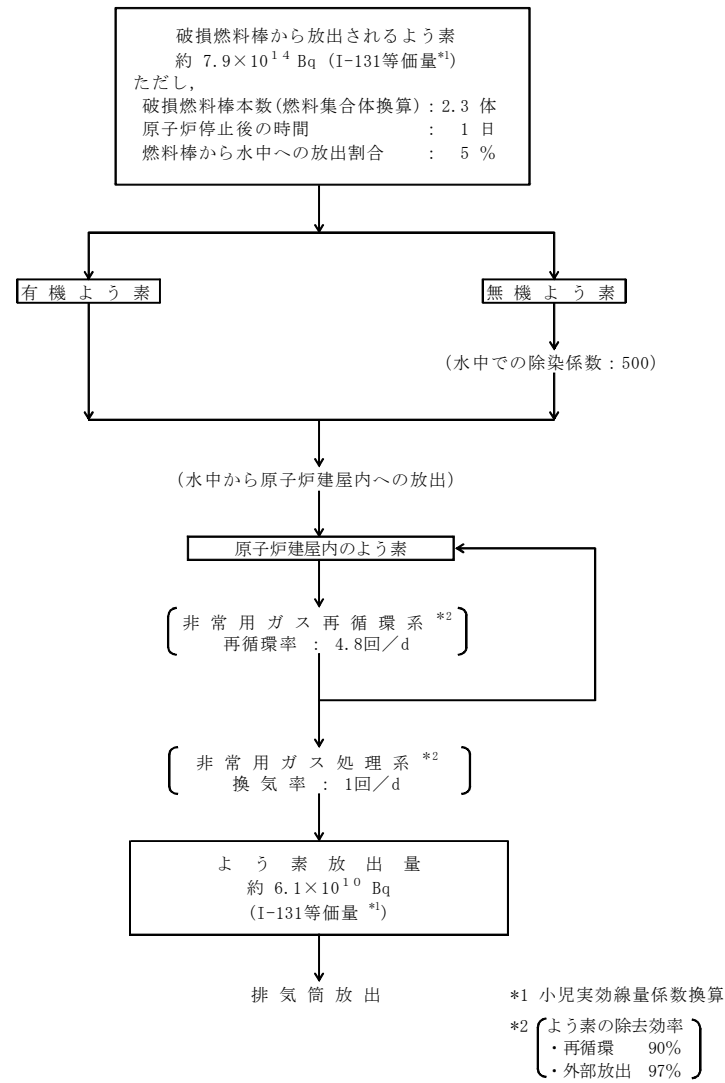 破損燃料棒から放出されるよう素
約 7.9×10¹⁴ Bq (I-131等価量*1)
ただし,
破損燃料棒本数(燃料集合体換算) : 2.3 体
原子炉停止後の時間 : 1 日
燃料棒から水中への放出割合 : 5 %
有機よう素
無機よう素
(水中での除染係数:500)
(水中から原子炉建屋内への放出)
原子炉建屋内のよう素
非常用ガス再循環系 *2
再循環率 : 4.8回/d
非常用ガス処理系 *2
換気率 : 1回/d
よう素放出量
約 6.1×10¹⁰ Bq
(I-131等価量 *1)
排気筒放出
*1 小児実効線量係数換算
*2 よう素の除去効率
・再循環 90%
・外部放出 97%